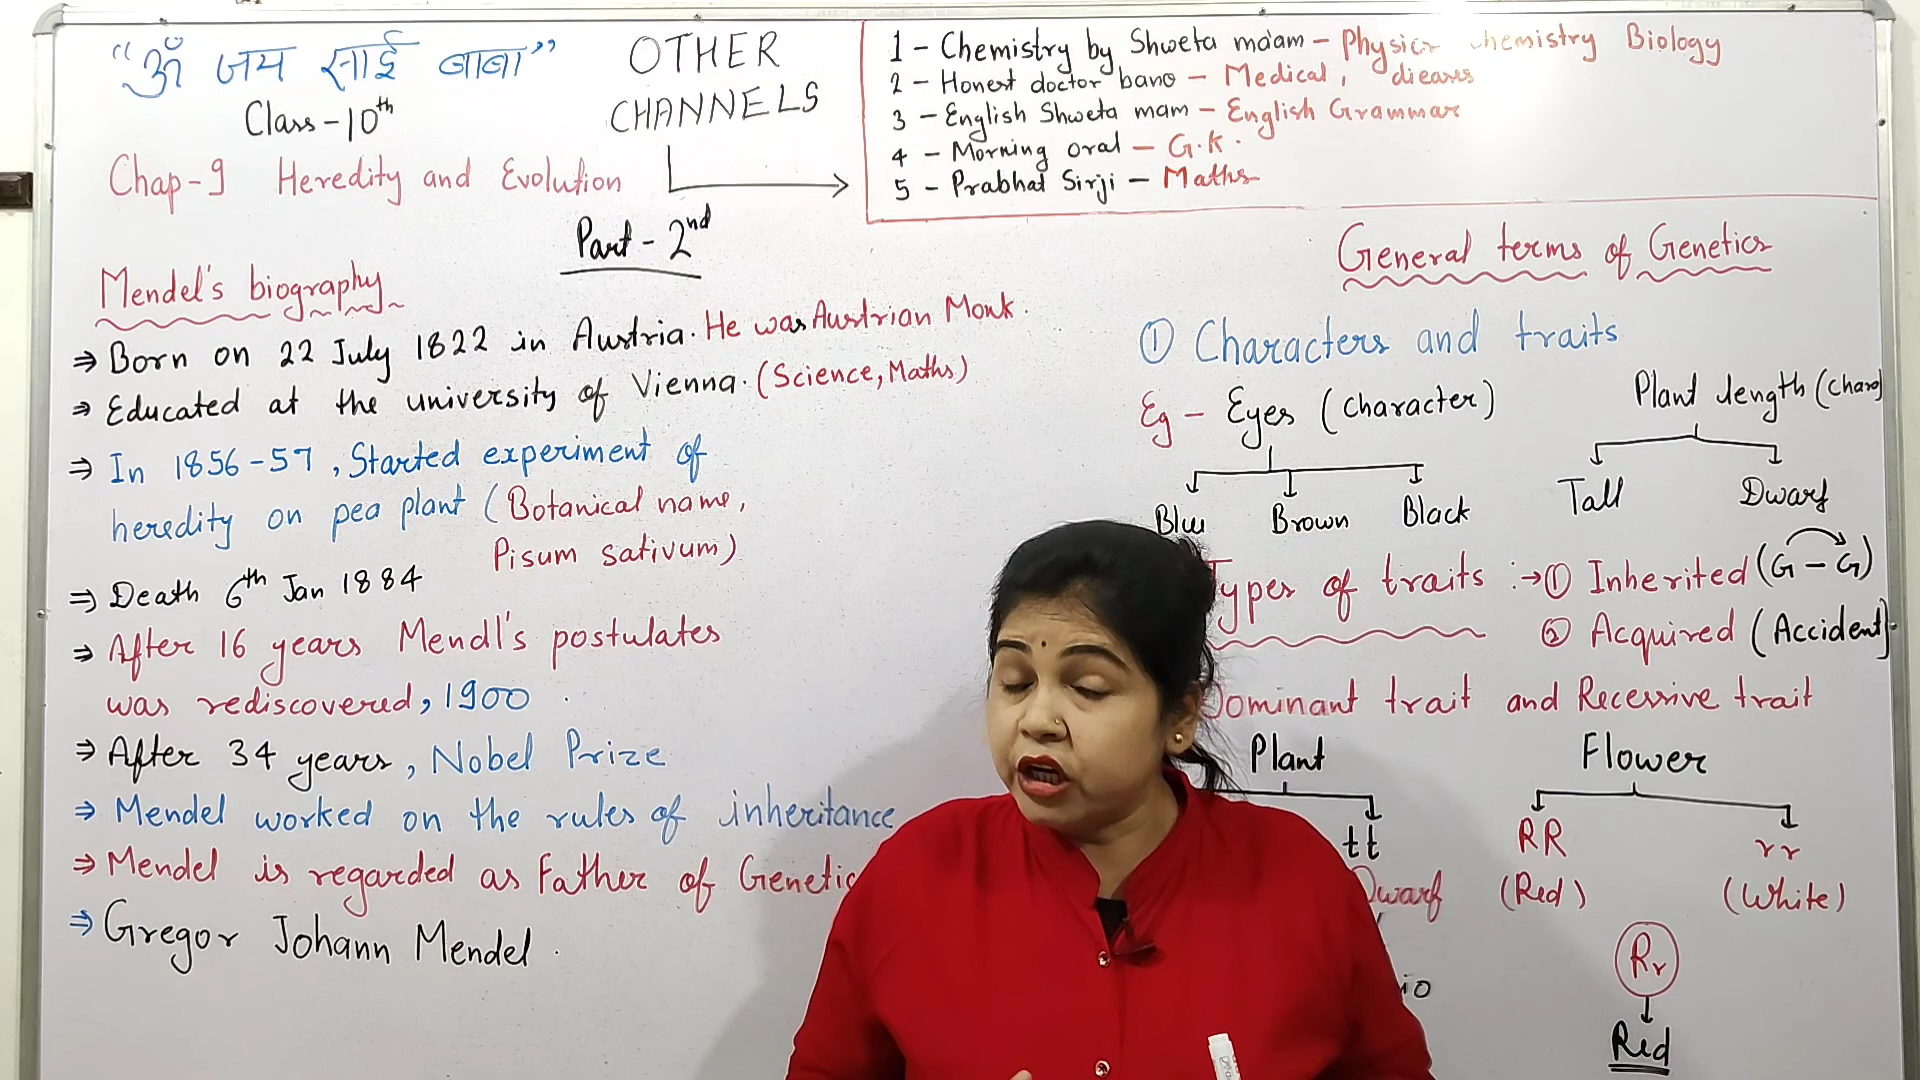 “ॐ जय साई बाबा”
Class-10th
Chap-9 Heredity and Evolution
OTHER
CHANNELS
1 - Chemistry by Shweta ma'am - Physics Chemistry Biology
2 - Honest doctor bano - Medical, dieares
3 - English Shweta mam - English Grammar
4 - Morning oral - G.K.
5 - Prabhat Sirji - Maths
Part - 2nd
Mendel's biography
⇒ Born on 22 July 1822 in Austria. He was Austrian Monk.
⇒ Educated at the university of Vienna. (Science, Maths)
⇒ In 1856-57, Started experiment of
heredity on pea plant (Botanical name,
Pisum sativum)
⇒ Death 6th Jan 1884
⇒ After 16 years Mendl's postulates
was rediscovered, 1900
⇒ After 34 years, Nobel Prize
⇒ Mendel worked on the rules of inheritance
⇒ Mendel is regarded as Father of Genetic
⇒ Gregor Johann Mendel.
General terms of Genetics
① Characters and traits
Eg - Eyes (character)
Blue Brown Black
Plant length (Char)
Tall Dwarf
Types of traits :→ ① Inherited (G-G)
② Acquired (Accident)
Dominant trait and Recessive trait
Plant
tt
Dwarf
Flower
RR rr
(Red) (White)
Rr
Red